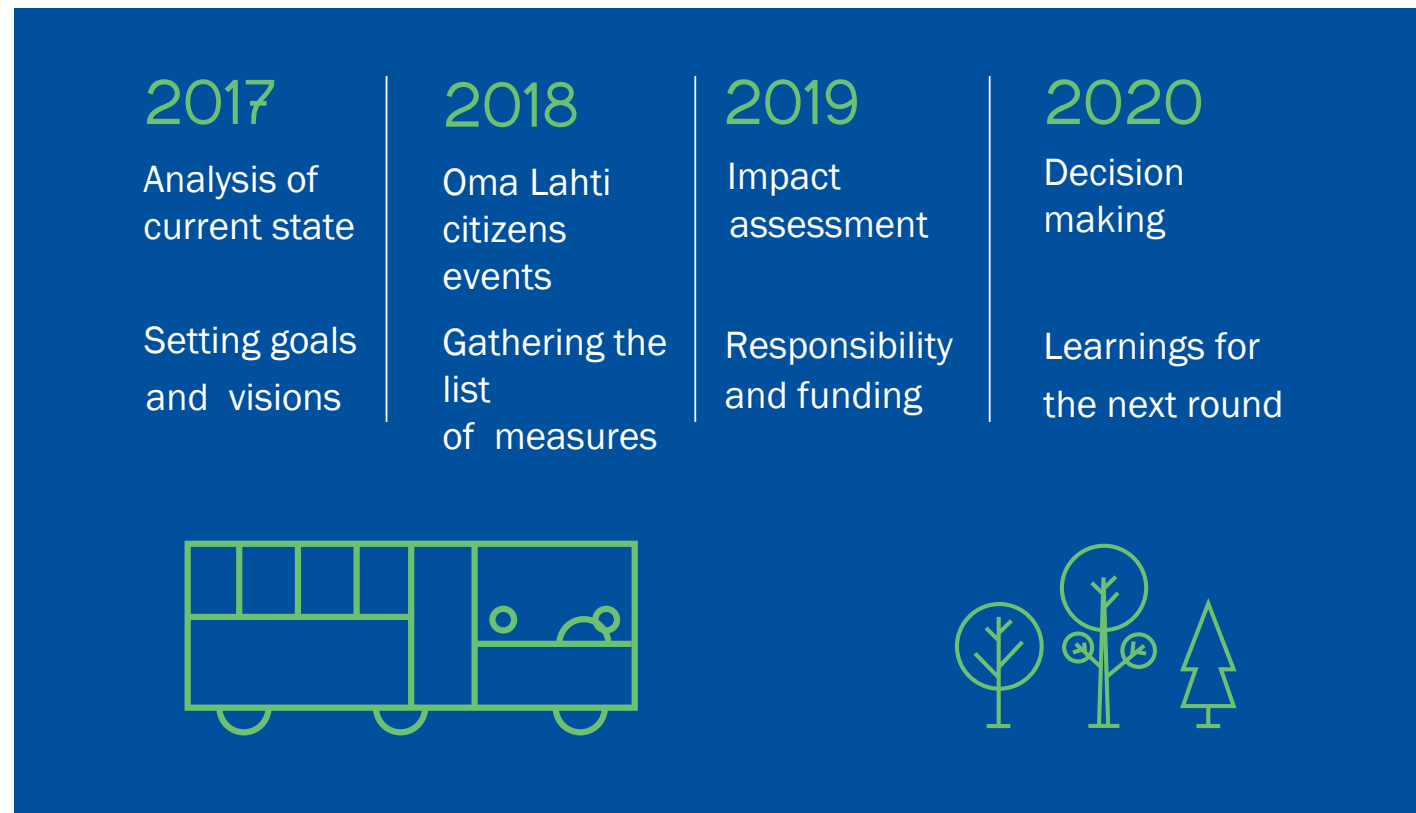 2017
Analysis of
current state
Setting goals
and visions
2018
Oma Lahti
citizens
events
Gathering the
list
of measures
2019
Impact
assessment
Responsibility
and funding
2020
Decision
making
Learnings for
the next round